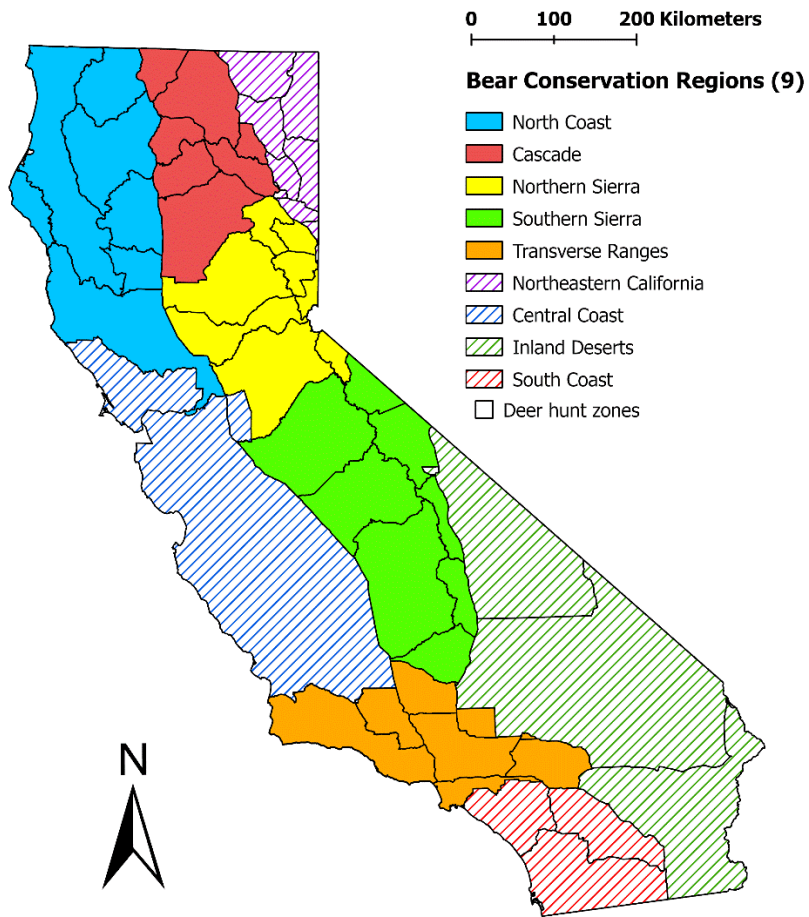 0 100 200 Kilometers
Bear Conservation Regions (9)
North Coast
Cascade
Northern Sierra
Southern Sierra
Transverse Ranges
Northeastern California
Central Coast
Inland Deserts
South Coast
Deer hunt zones
N